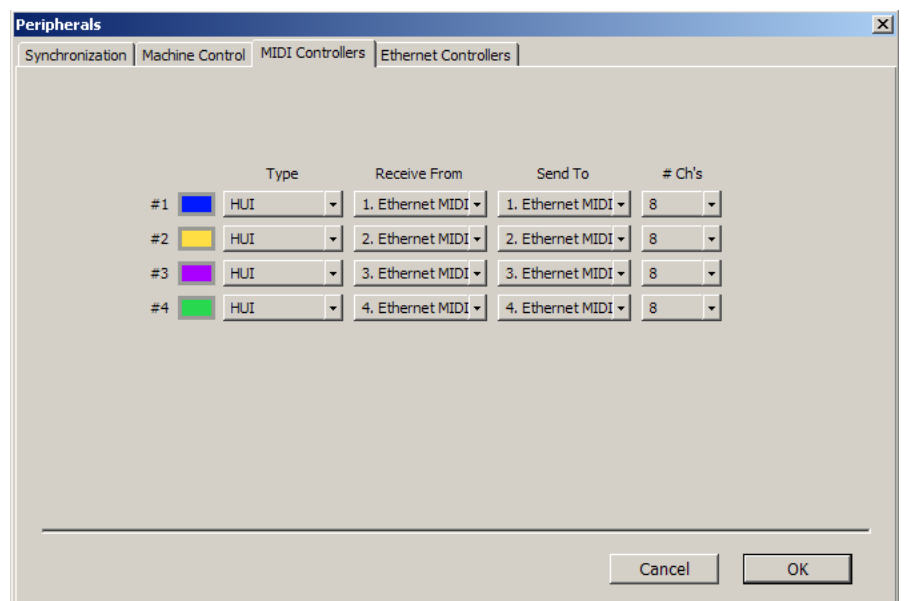 Peripherals
Synchronization Machine Control MIDI Controllers Ethernet Controllers
Type Receive From Send To # Ch's
#1 HUI 1. Ethernet MIDI 1. Ethernet MIDI 8
#2 HUI 2. Ethernet MIDI 2. Ethernet MIDI 8
#3 HUI 3. Ethernet MIDI 3. Ethernet MIDI 8
#4 HUI 4. Ethernet MIDI 4. Ethernet MIDI 8
Cancel OK